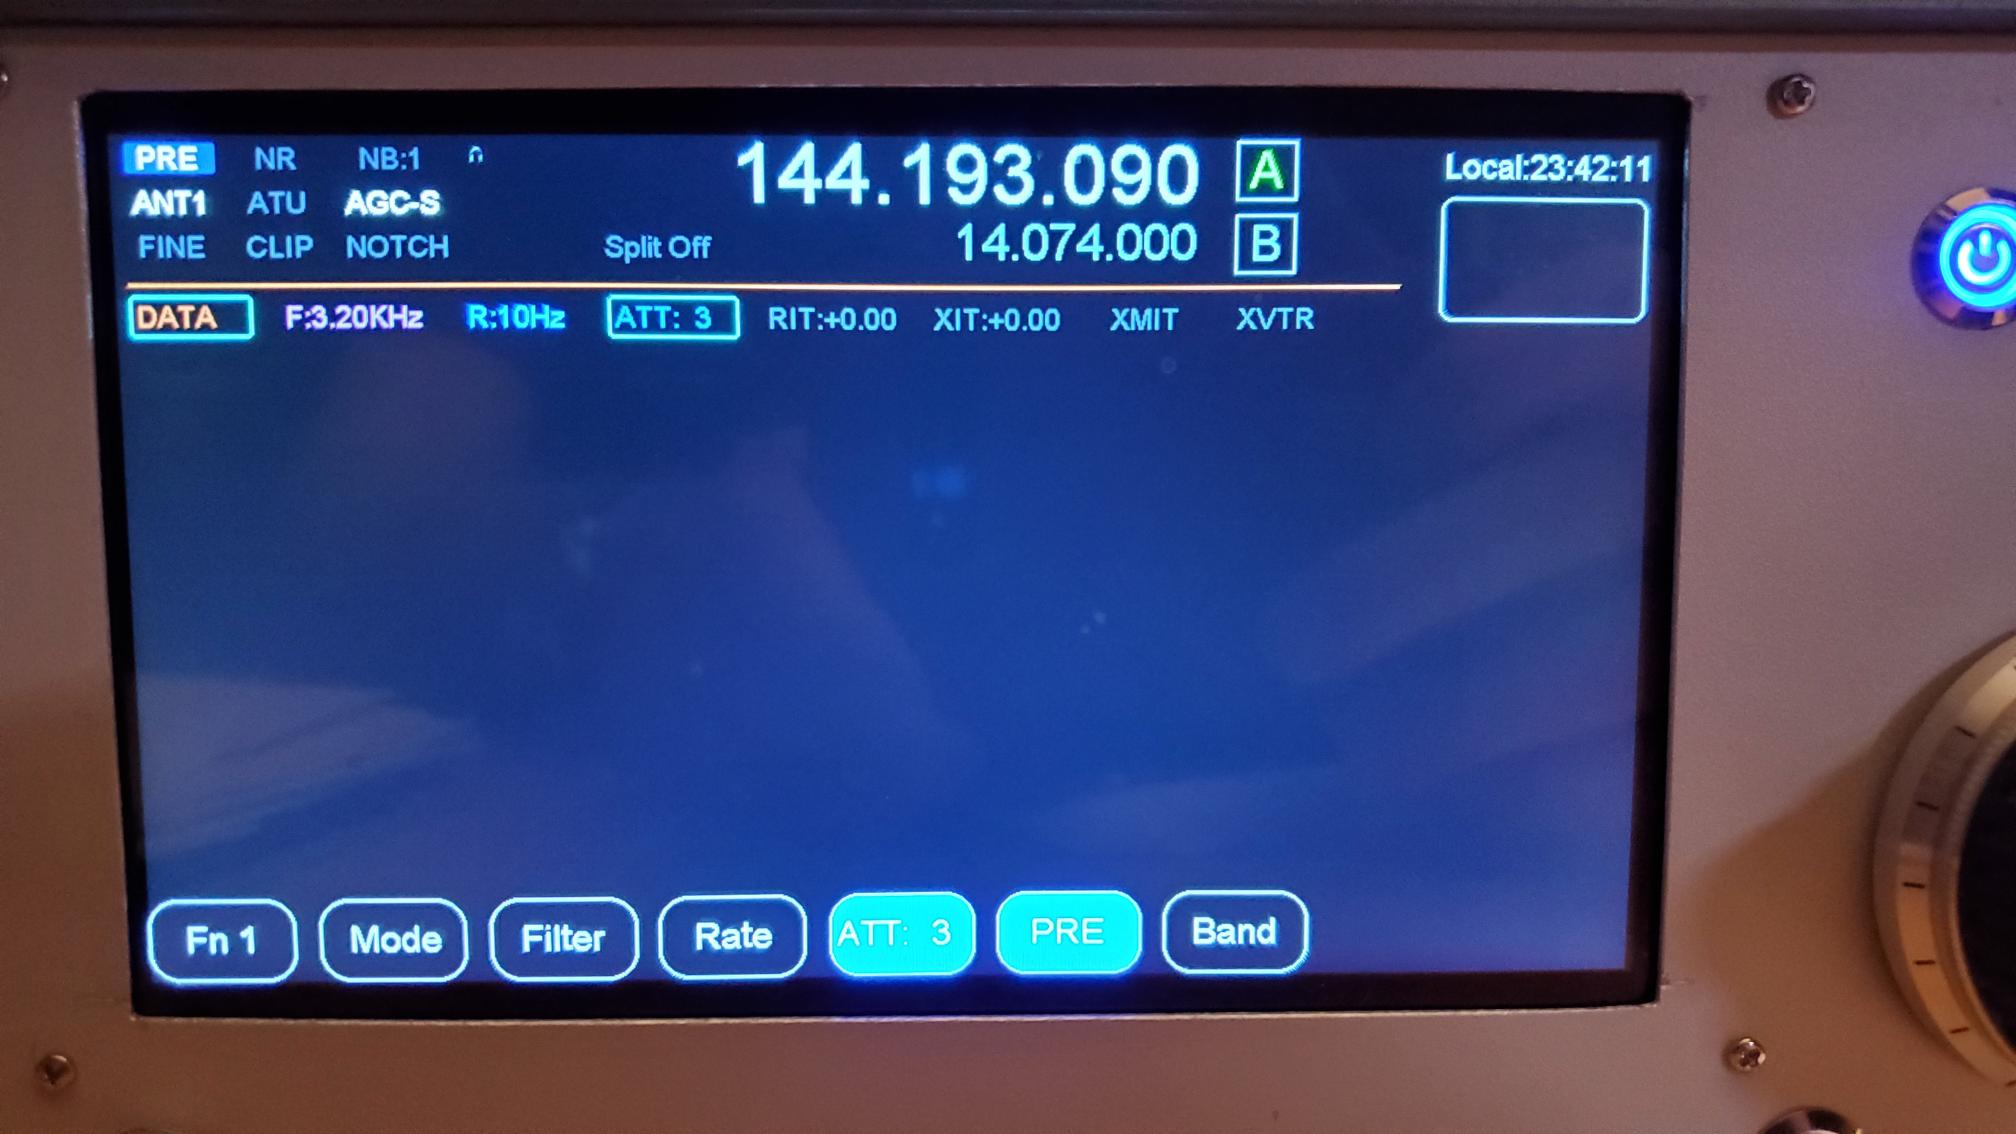 PRE NR NB:1 144.193.090 A Local:23:42:11
ANT1 ATU AGC-S
FINE CLIP NOTCH Split Off 14.074.000 B
DATA F:3.20KHz R:10Hz ATT: 3 RIT:+0.00 XIT:+0.00 XMIT XVTR
Fn 1 Mode Filter Rate ATT: 3 PRE Band